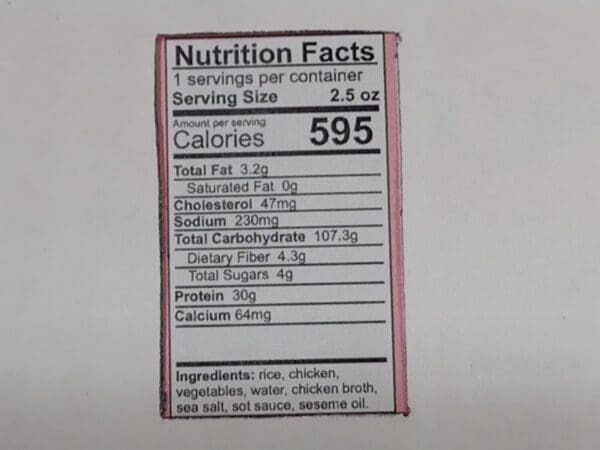 Nutrition Facts
1 servings per container
Serving Size 2.5 oz
Amount per serving
Calories 595
Total Fat 3.2g
Saturated Fat 0g
Cholesterol 47mg
Sodium 230mg
Total Carbohydrate 107.3g
Dietary Fiber 4.3g
Total Sugars 4g
Protein 30g
Calcium 64mg
Ingredients: rice, chicken,
vegetables, water, chicken broth,
sea salt, sot sauce, seseme oil.